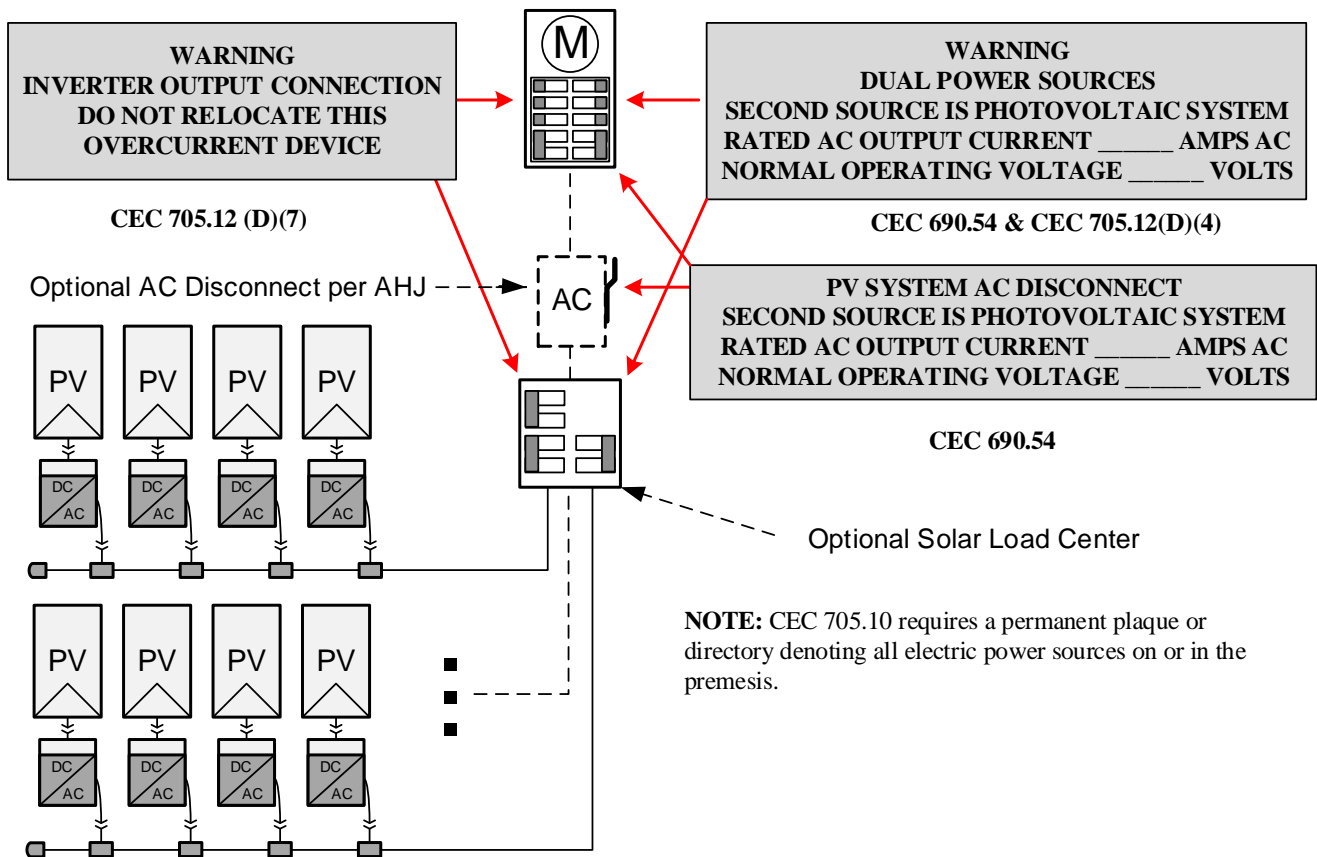 WARNING
INVERTER OUTPUT CONNECTION
DO NOT RELOCATE THIS
OVERCURRENT DEVICE
CEC 705.12 (D)(7)
M
WARNING
DUAL POWER SOURCES
SECOND SOURCE IS PHOTOVOLTAIC SYSTEM
RATED AC OUTPUT CURRENT ______ AMPS AC
NORMAL OPERATING VOLTAGE ______ VOLTS
CEC 690.54 & CEC 705.12(D)(4)
Optional AC Disconnect per AHJ
AC
PV SYSTEM AC DISCONNECT
SECOND SOURCE IS PHOTOVOLTAIC SYSTEM
RATED AC OUTPUT CURRENT ______ AMPS AC
NORMAL OPERATING VOLTAGE ______ VOLTS
CEC 690.54
PV PV PV PV
DC DC DC DC
AC AC AC AC
Optional Solar Load Center
NOTE: CEC 705.10 requires a permanent plaque or
directory denoting all electric power sources on or in the
premesis.
PV PV PV PV
DC DC DC DC
AC AC AC AC